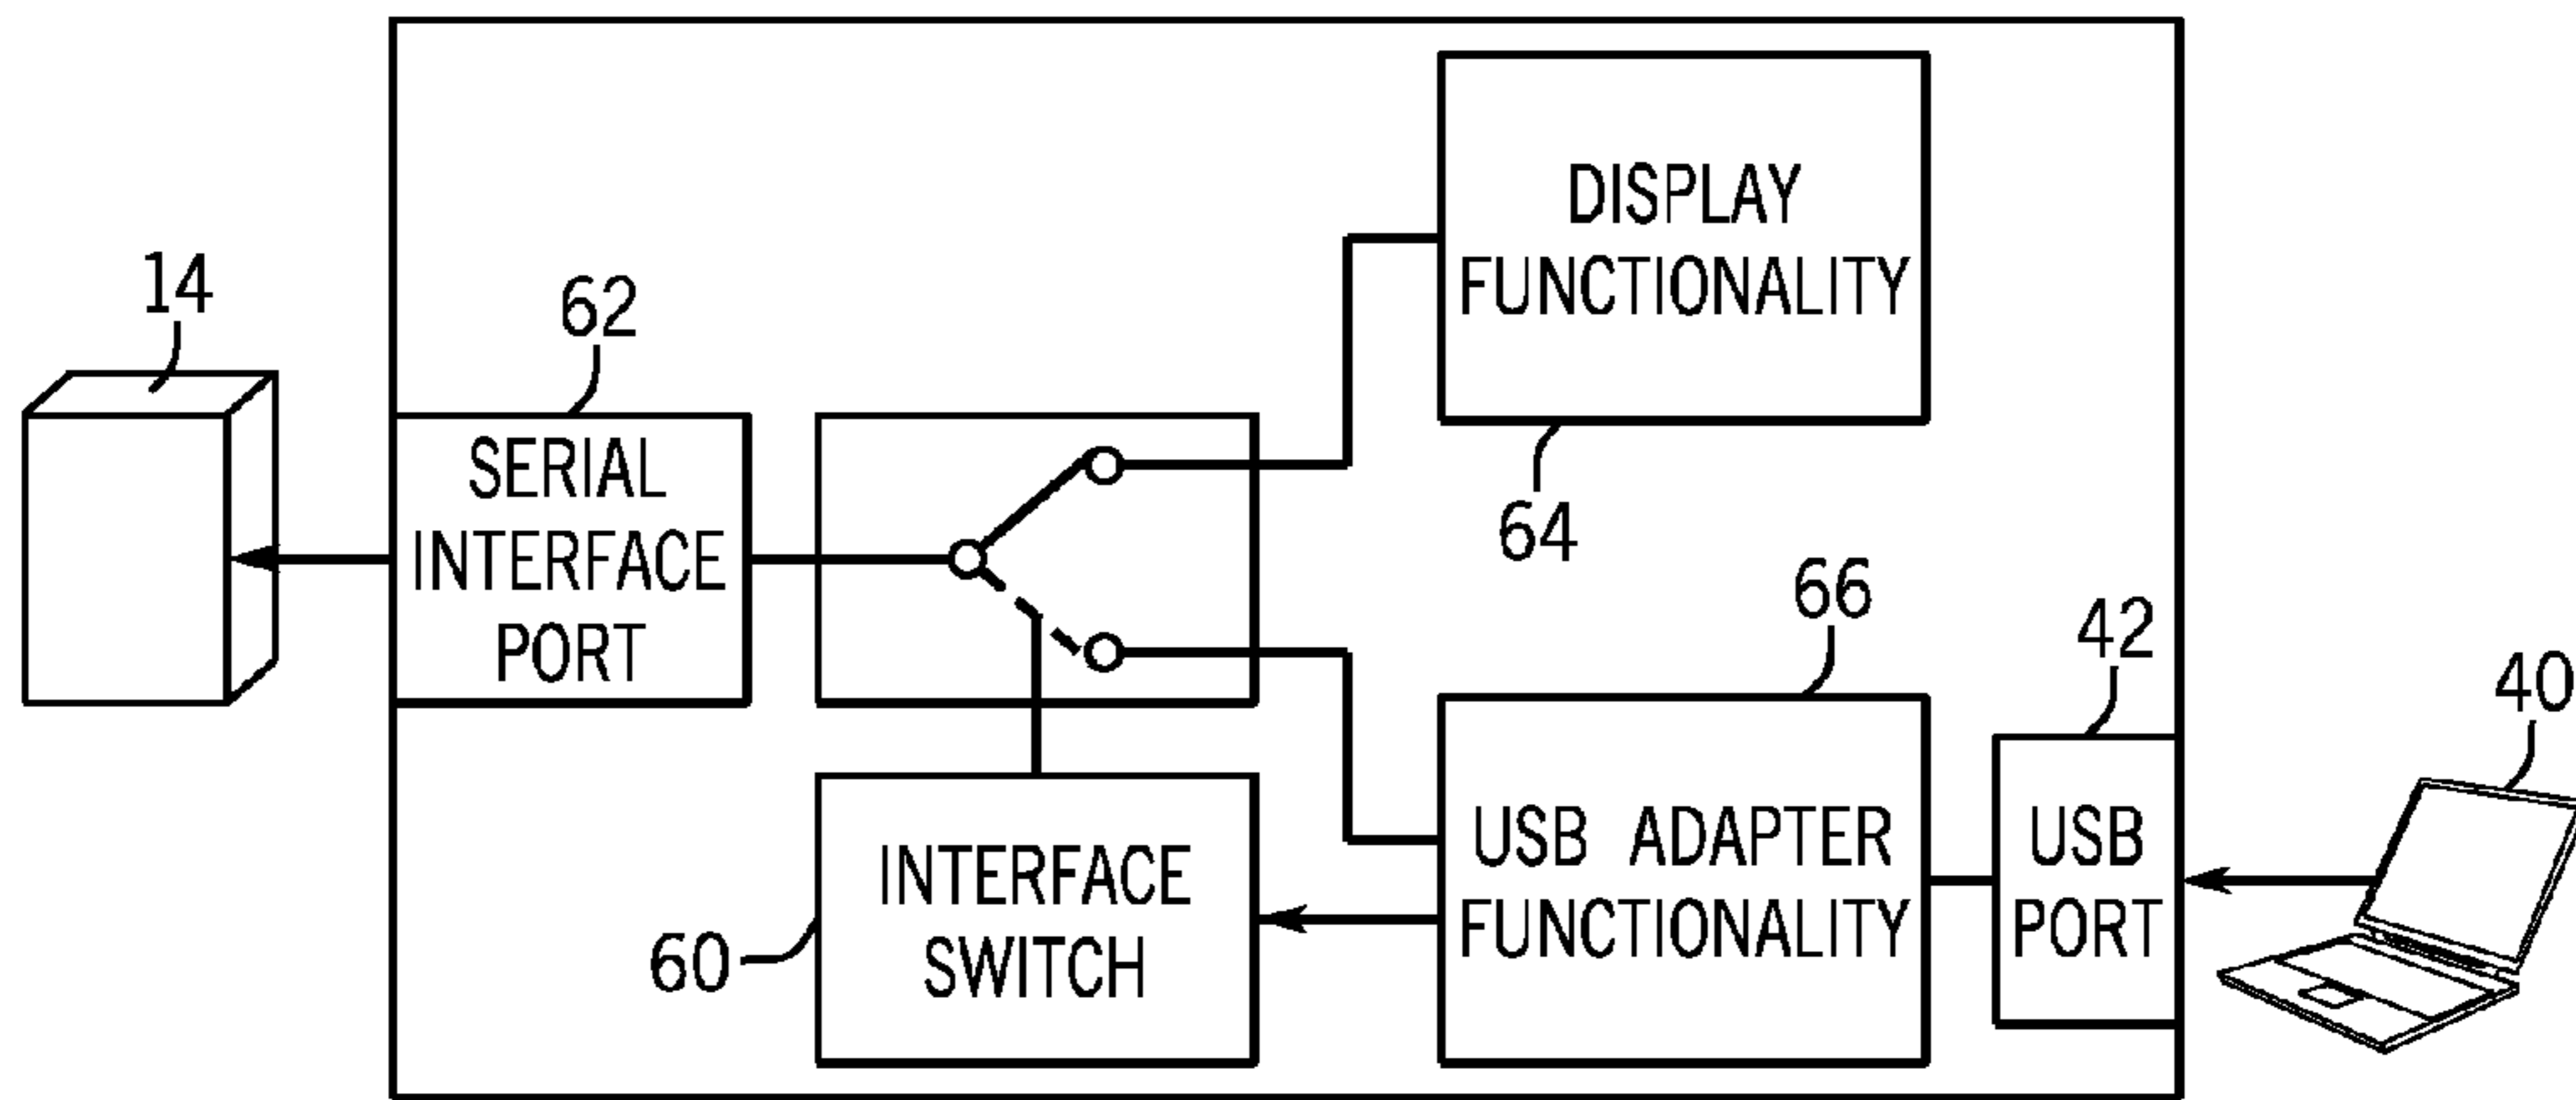 14
62
SERIAL
INTERFACE
PORT
DISPLAY
FUNCTIONALITY
64
66
42
40
USB ADAPTER
FUNCTIONALITY
USB
PORT
INTERFACE
SWITCH
60